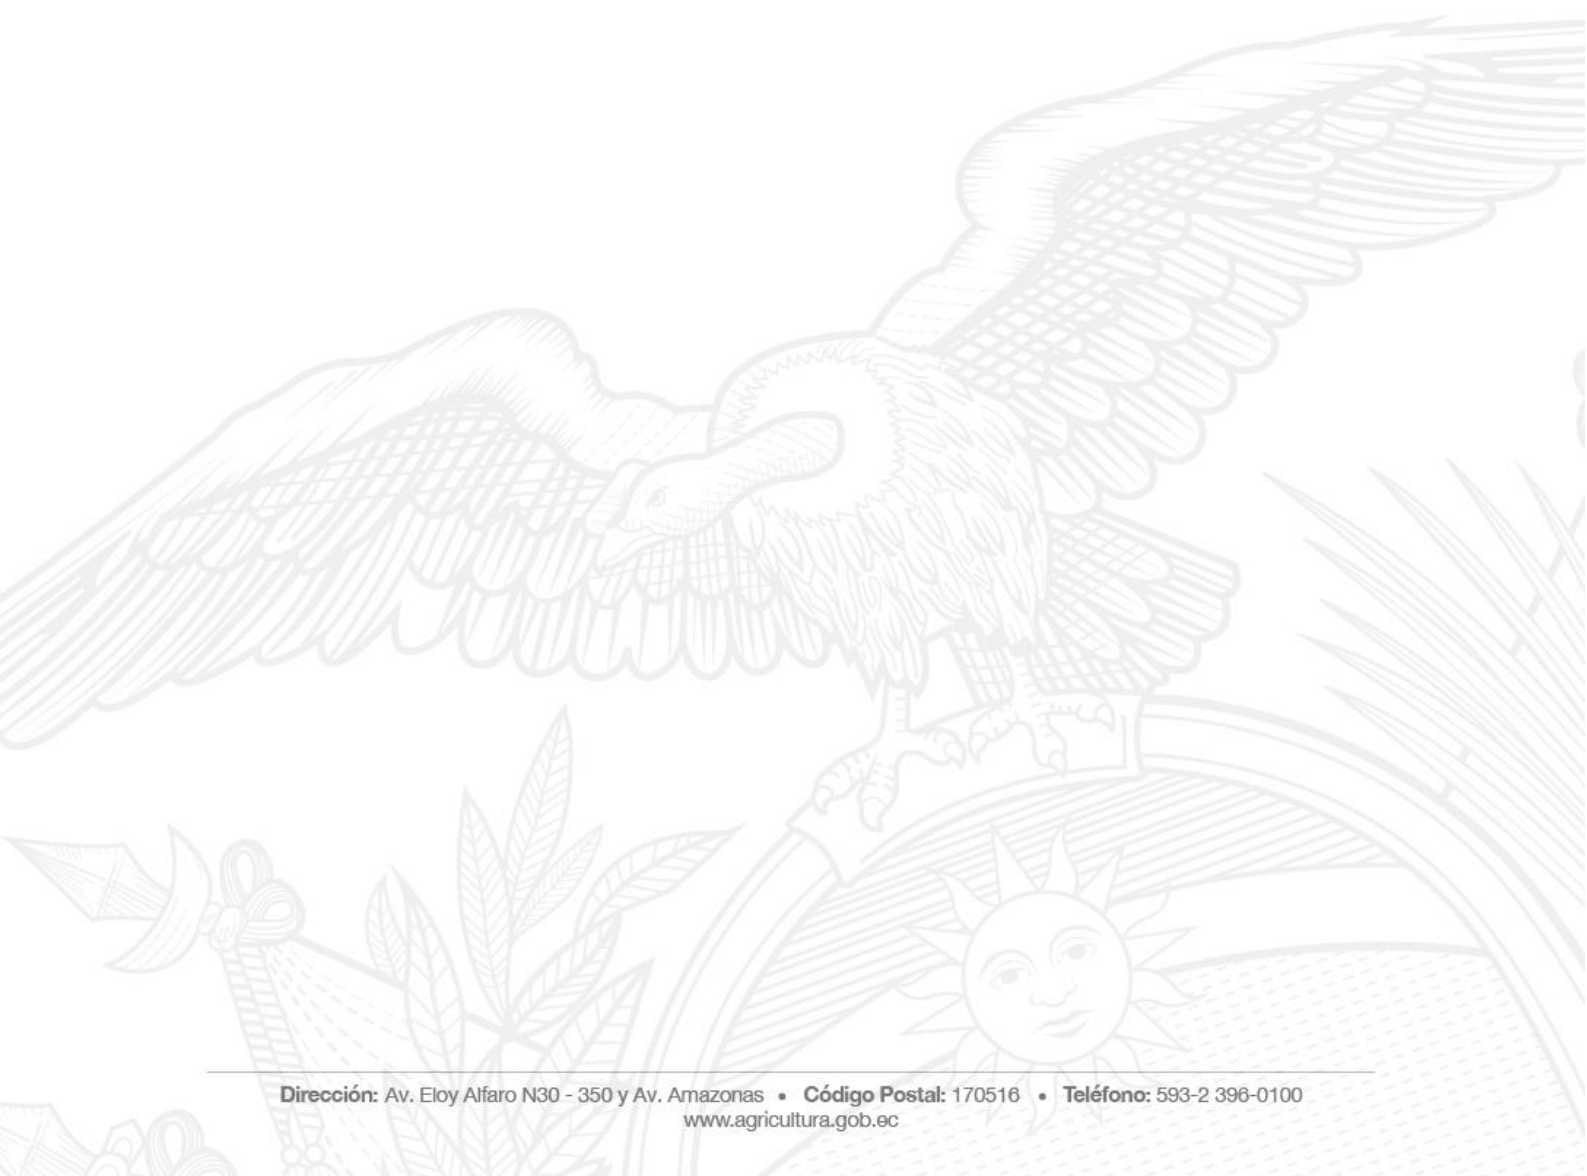 Dirección: Av. Eloy Alfaro N30 - 350 y Av. Amazonas • Código Postal: 170516 • Teléfono: 593-2 396-0100
www.agricultura.gob.ec